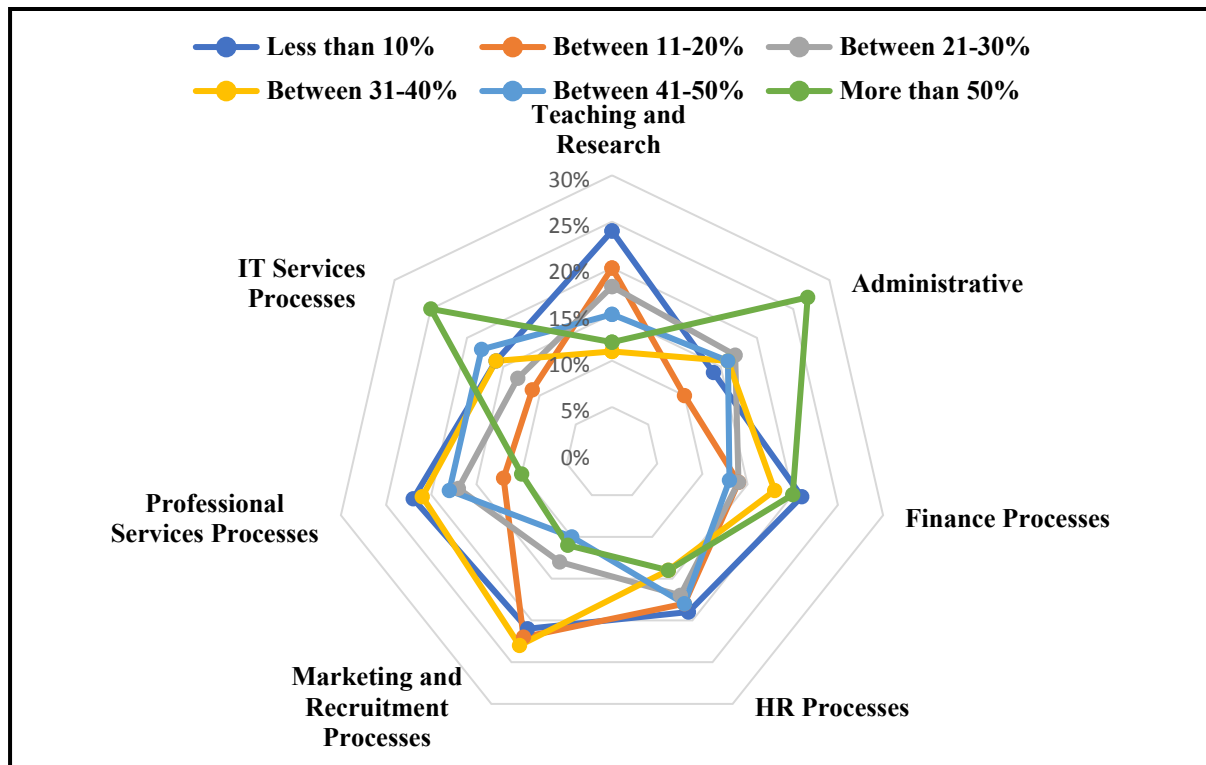 Less than 10%
Between 11-20%
Between 21-30%
Between 31-40%
Between 41-50%
More than 50%
Teaching and
Research
30%
25%
20%
15%
10%
5%
0%
Administrative
Finance Processes
HR Processes
Marketing and
Recruitment
Processes
Professional
Services Processes
IT Services
Processes